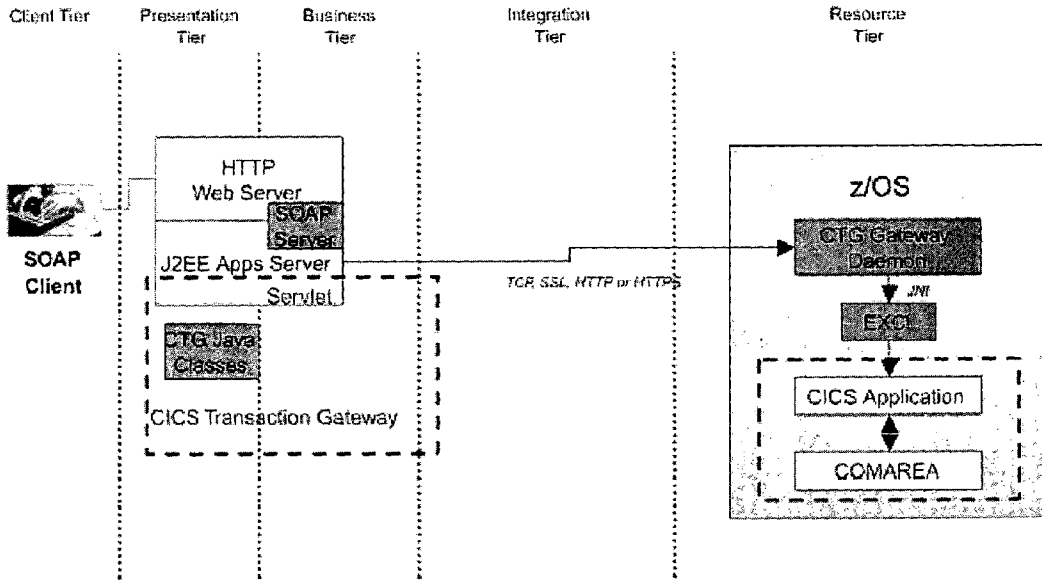 Client Tier
Presentation
Tier
Business
Tier
Integration
Tier
Resource
Tier
HTTP
Web Server
SOAP
Server
J2EE Apps Server
Servlet
SOAP
Client
CTG Java
Classes
CICS Transaction Gateway
TCP, SSL, HTTP or HTTPS
z/OS
CTG Gateway
Daemon
JNI
EXCL
CICS Application
COMAREA